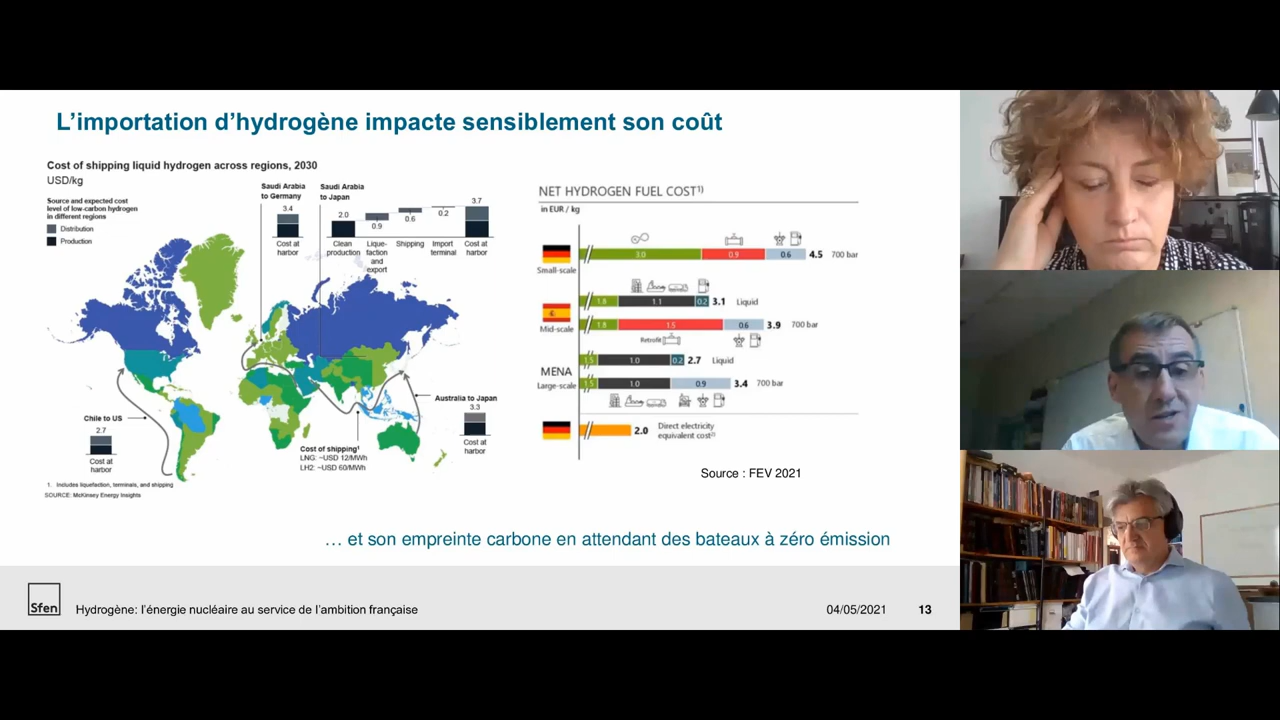 L'importation d'hydrogène impacte sensiblement son coût
Cost of shipping liquid hydrogen across regions, 2030
USD/kg
Source and expected cost
level of low-carbon hydrogen
in different regions
Distribution
Production
Saudi Arabia
to Germany
3.4
Cost at
harbor
Saudi Arabia
to Japan
2.0
0.9
0.6
0.2
3.7
Clean
production
Lique-
faction
and
export
Shipping
Import
terminal
Cost at
harbor
Chile to US
2.7
Cost at
harbor
Australia to Japan
3.3
Cost at
harbor
Cost of shipping¹
LNG: ~USD 12/MWh
LH2: ~USD 60/MWh
1. Includes liquefaction, terminals, and shipping
SOURCE: McKinsey Energy Insights
NET HYDROGEN FUEL COST¹⁾
in EUR / kg
Small-scale
3.0 0.9 0.6 4.5 700 bar
1.8 1.1 0.2 3.1 Liquid
Mid-scale
1.8 1.5 0.6 3.9 700 bar
Retrofit
MENA
Large-scale
1.5 1.0 0.2 2.7 Liquid
1.5 1.0 0.9 3.4 700 bar
2.0 Direct electricity
equivalent cost²⁾
Source : FEV 2021
… et son empreinte carbone en attendant des bateaux à zéro émission
Sfen
Hydrogène: l'énergie nucléaire au service de l'ambition française
04/05/2021
13